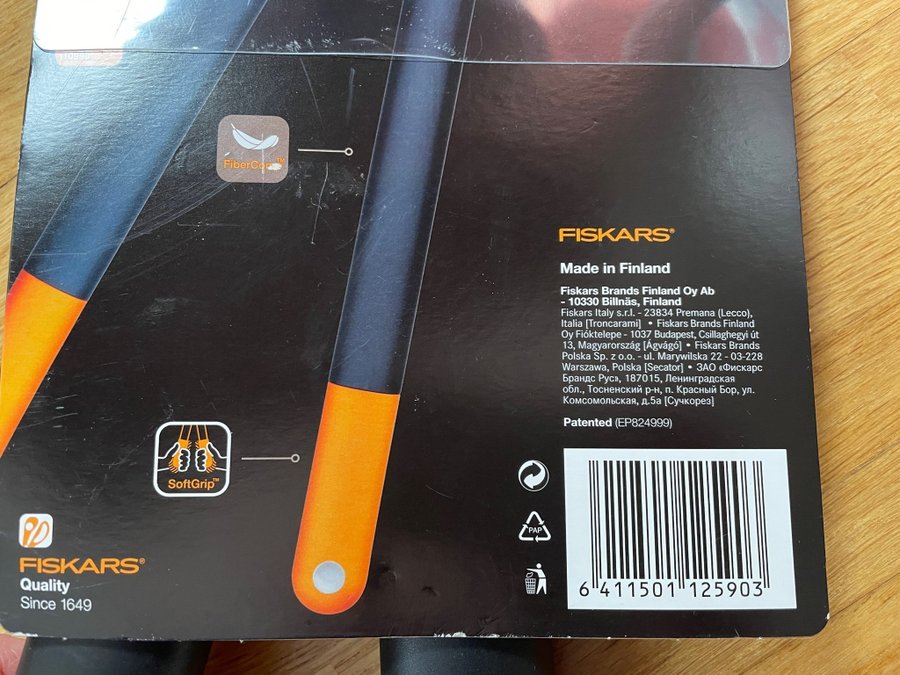 FiberCo™
SoftGrip™
FISKARS®
Quality
Since 1649
FISKARS®
Made in Finland
Fiskars Brands Finland Oy Ab
- 10330 Billnäs, Finland
Fiskars Italy s.r.l. - 23834 Premana (Lecco),
Italia [Troncarami] • Fiskars Brands Finland
Oy Fióktelepe - 1037 Budapest, Csillaghegyi út
13, Magyarország [Ágvágó] • Fiskars Brands
Polska Sp. z o.o. - ul. Marywilska 22 - 03-228
Warszawa, Polska [Secator] • ЗАО «Фискарс
Брандс Рус», 187015, Ленинградская
обл., Тосненский р-н, п. Красный Бор, ул.
Комсомольская, д.5а [Сучкорез]
Patented (EP824999)
PAP
6 411501 125903